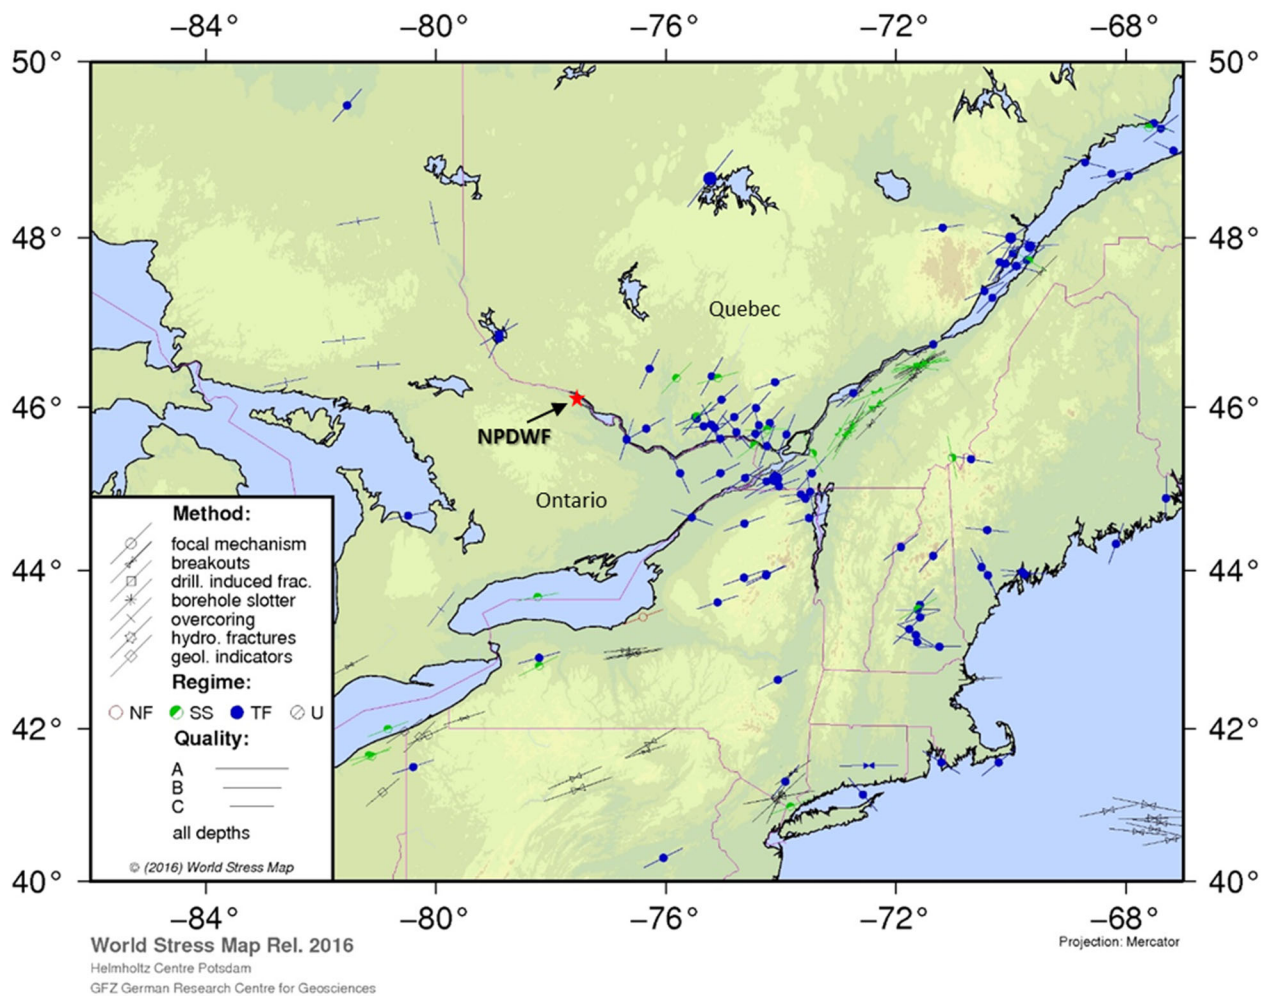 −84° −80° −76° −72° −68°
50° 50°
48° 48°
Quebec
46° 46°
NPDWF
Ontario
Method:
focal mechanism
breakouts
drill. induced frac.
borehole slotter
overcoring
hydro. fractures
geol. indicators
44° 44°
Regime:
NF SS TF U
Quality:
42° 42°
A
B
C
all depths
© (2016) World Stress Map
40° 40°
−84° −80° −76° −72° −68°
World Stress Map Rel. 2016
Projection: Mercator
Helmholtz Centre Potsdam
GFZ German Research Centre for Geosciences